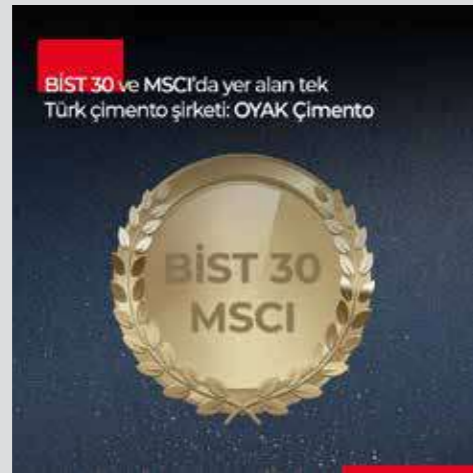 BİST 30 ve MSCI'da yer alan tek
Türk çimento şirketi: OYAK Çimento
BİST 30
MSCI